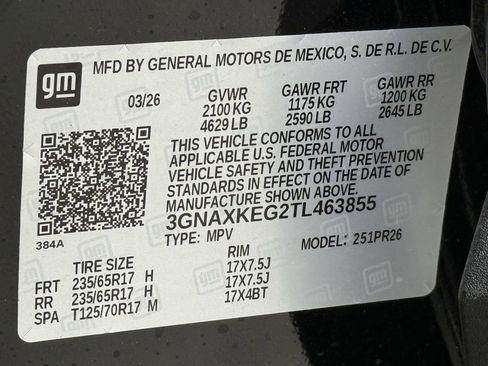 gm
MFD BY GENERAL MOTORS DE MEXICO, S. DE R.L. DE C.V.
03/26 GVWR GAWR FRT GAWR RR
2100 KG 1175 KG 1200 KG
4629 LB 2590 LB 2645 LB
THIS VEHICLE CONFORMS TO ALL
APPLICABLE U.S. FEDERAL MOTOR
VEHICLE SAFETY AND THEFT PREVENTION
STANDARDS IN EFFECT ON THE DATE OF
MANUFACTURE SHOWN ABOVE.
384A 3GNAXKEG2TL463855
TYPE: MPV MODEL: 251PR26
TIRE SIZE RIM
FRT 235/65R17 H 17X7.5J
RR 235/65R17 H 17X7.5J
SPA T125/70R17 M 17X4BT